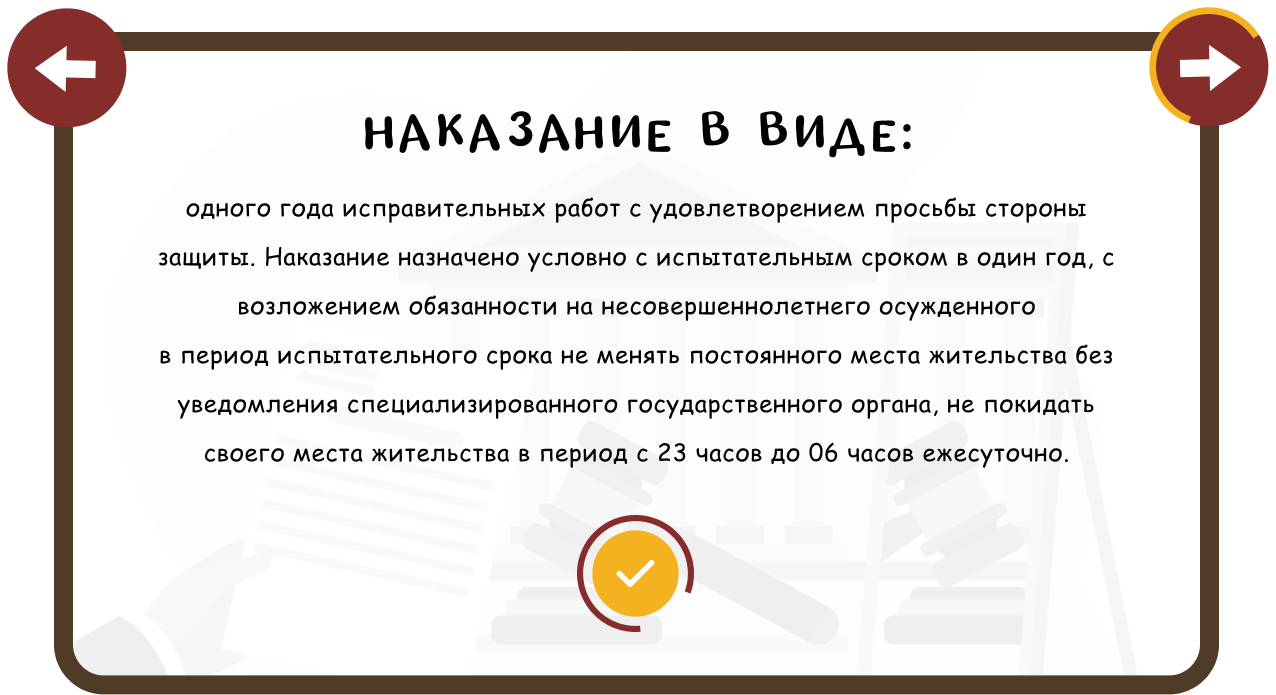 НАКАЗАНИЕ В ВИДЕ:
одного года исправительных работ с удовлетворением просьбы стороны
защиты. Наказание назначено условно с испытательным сроком в один год, с
возложением обязанности на несовершеннолетнего осужденного
в период испытательного срока не менять постоянного места жительства без
уведомления специализированного государственного органа, не покидать
своего места жительства в период с 23 часов до 06 часов ежесуточно.